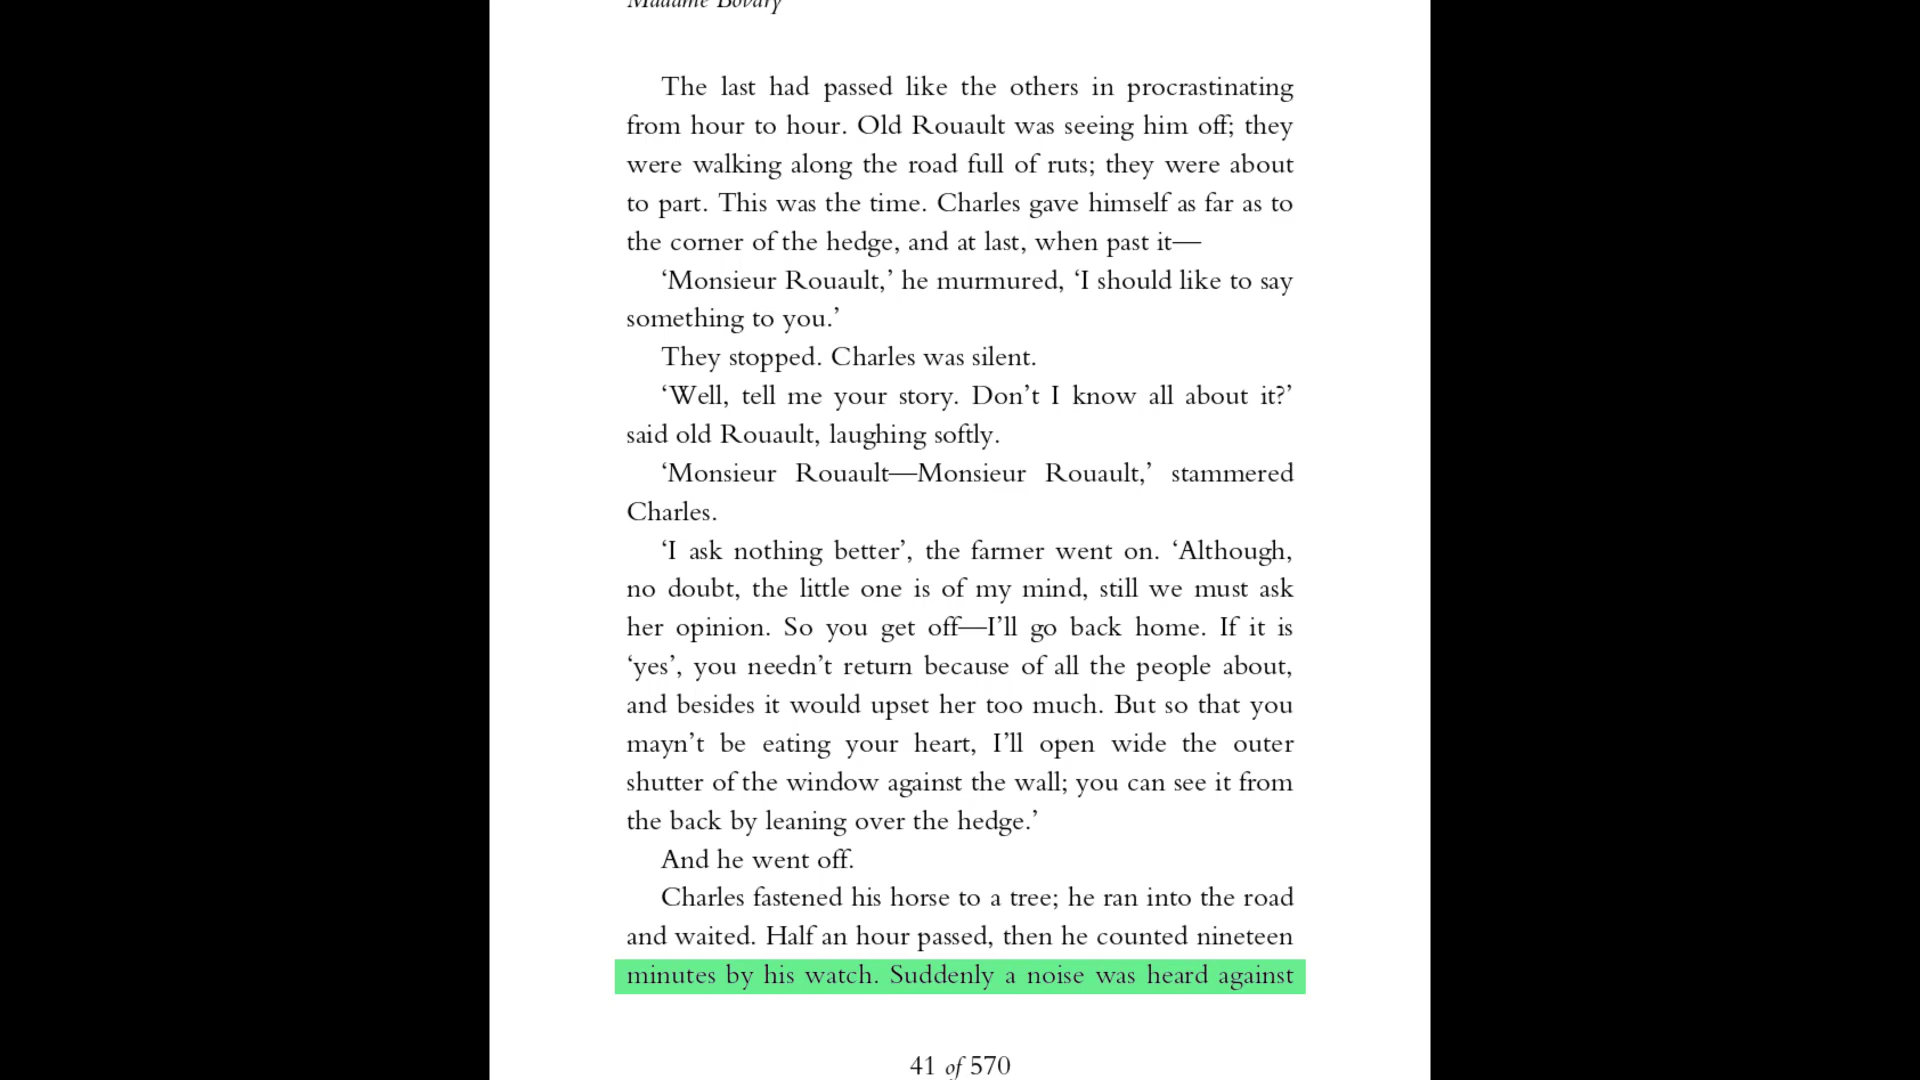 Madame Bovary
The last had passed like the others in procrastinating
from hour to hour. Old Rouault was seeing him off; they
were walking along the road full of ruts; they were about
to part. This was the time. Charles gave himself as far as to
the corner of the hedge, and at last, when past it—
‘Monsieur Rouault,’ he murmured, ‘I should like to say
something to you.’
They stopped. Charles was silent.
‘Well, tell me your story. Don’t I know all about it?’
said old Rouault, laughing softly.
‘Monsieur Rouault—Monsieur Rouault,’ stammered
Charles.
‘I ask nothing better’, the farmer went on. ‘Although,
no doubt, the little one is of my mind, still we must ask
her opinion. So you get off—I’ll go back home. If it is
‘yes’, you needn’t return because of all the people about,
and besides it would upset her too much. But so that you
mayn’t be eating your heart, I’ll open wide the outer
shutter of the window against the wall; you can see it from
the back by leaning over the hedge.’
And he went off.
Charles fastened his horse to a tree; he ran into the road
and waited. Half an hour passed, then he counted nineteen
minutes by his watch. Suddenly a noise was heard against
41 of 570